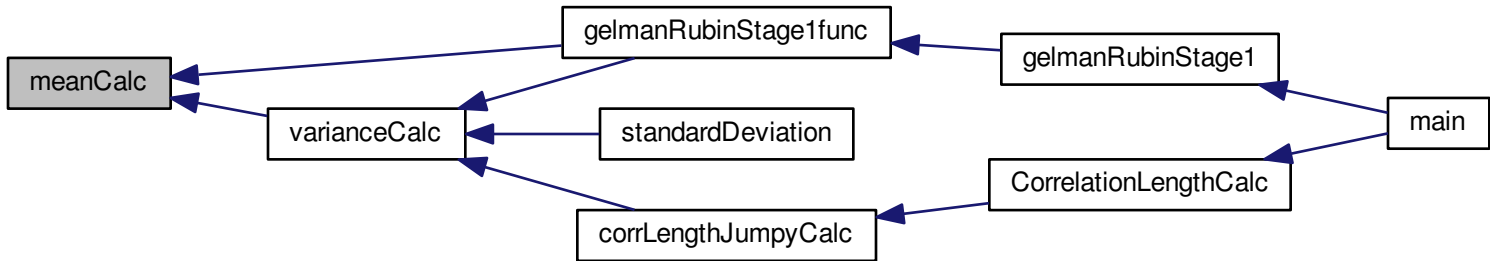 gelmanRubinStage1func
gelmanRubinStage1
meanCalc
main
varianceCalc
standardDeviation
CorrelationLengthCalc
corrLengthJumpyCalc